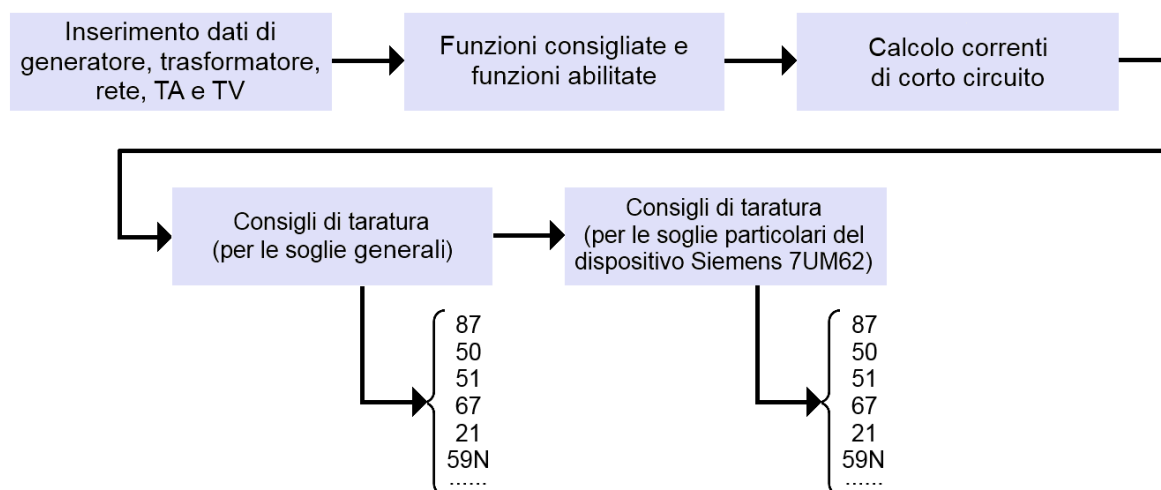 Inserimento dati di
generatore, trasformatore,
rete, TA e TV
Funzioni consigliate e
funzioni abilitate
Calcolo correnti
di corto circuito
Consigli di taratura
(per le soglie generali)
Consigli di taratura
(per le soglie particolari del
dispositivo Siemens 7UM62)
87
50
51
67
21
59N
......
87
50
51
67
21
59N
......